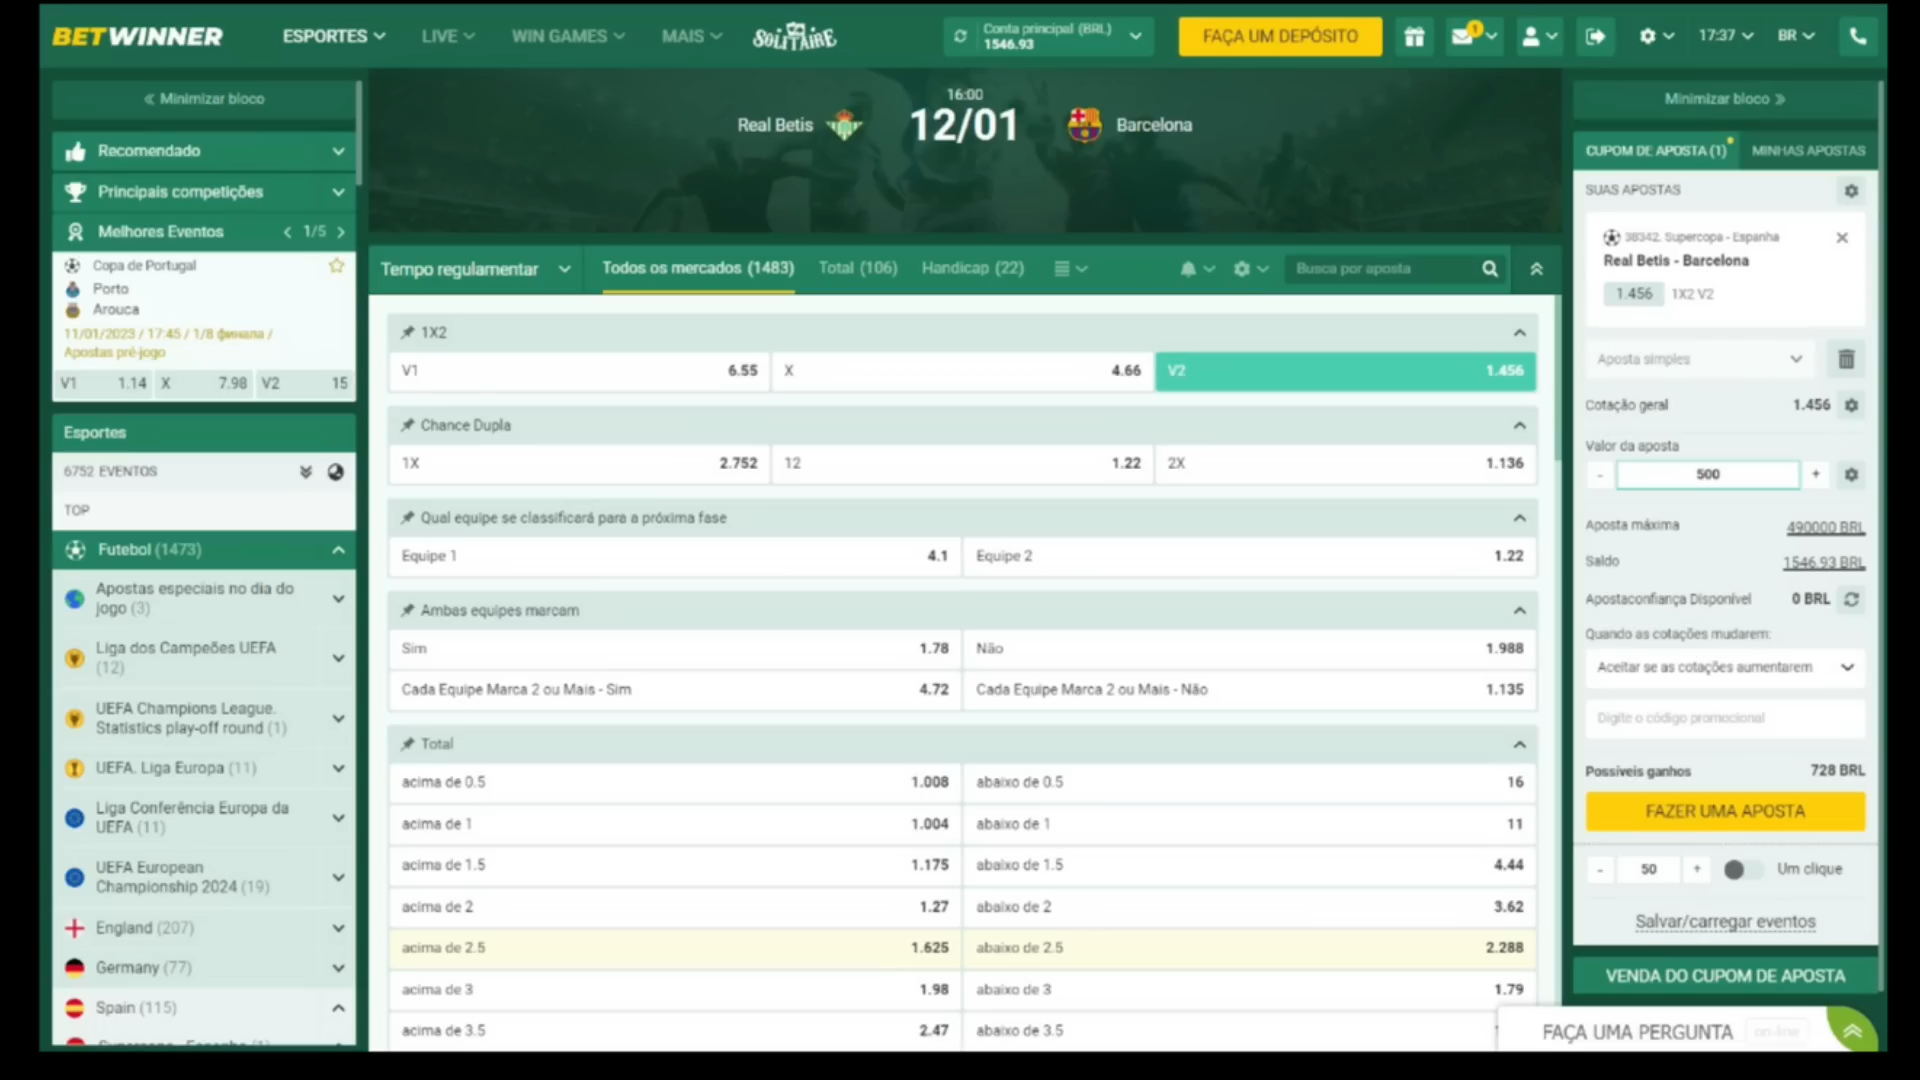 BETWINNER
ESPORTES
LIVE
WIN GAMES
MAIS
SOLITAIRE
Conta principal (BRL)
1546.93
FAÇA UM DEPÓSITO
1
17:37
BR
Minimizar bloco
Recomendado
Principais competições
Melhores Eventos
1/5
Copa de Portugal
Porto
Arouca
11/01/2023 / 17:45 / 1/8 финала /
Apostas pré-jogo
V1 1.14 X 7.98 V2 15
Esportes
6752 EVENTOS
TOP
Futebol (1473)
Apostas especiais no dia do
jogo (3)
Liga dos Campeões UEFA
(12)
UEFA Champions League.
Statistics play-off round (1)
UEFA. Liga Europa (11)
Liga Conferência Europa da
UEFA (11)
UEFA European
Championship 2024 (19)
England (207)
Germany (77)
Spain (115)
16:00
Real Betis 12/01 Barcelona
Tempo regulamentar
Todos os mercados (1483)
Total (106)
Handicap (22)
Busca por aposta
1X2
V1 6.55 X 4.66 V2 1.456
Chance Dupla
1X 2.752 12 1.22 2X 1.136
Qual equipe se classificará para a próxima fase
Equipe 1 4.1 Equipe 2 1.22
Ambas equipes marcam
Sim 1.78 Não 1.988
Cada Equipe Marca 2 ou Mais - Sim 4.72 Cada Equipe Marca 2 ou Mais - Não 1.135
Total
acima de 0.5 1.008 abaixo de 0.5 16
acima de 1 1.004 abaixo de 1 11
acima de 1.5 1.175 abaixo de 1.5 4.44
acima de 2 1.27 abaixo de 2 3.62
acima de 2.5 1.625 abaixo de 2.5 2.288
acima de 3 1.98 abaixo de 3 1.79
acima de 3.5 2.47 abaixo de 3.5
Minimizar bloco
CUPOM DE APOSTA (1)
MINHAS APOSTAS
SUAS APOSTAS
38342. Supercopa - Espanha
Real Betis - Barcelona
1.456 1X2 V2
Aposta simples
Cotação geral 1.456
Valor da aposta
- 500 +
Aposta máxima 490000 BRL
Saldo 1546.93 BRL
Apostaconfiança Disponível 0 BRL
Quando as cotações mudarem:
Aceitar se as cotações aumentarem
Digite o código promocional
Possíveis ganhos 728 BRL
FAZER UMA APOSTA
- 50 + Um clique
Salvar/carregar eventos
VENDA DO CUPOM DE APOSTA
FAÇA UMA PERGUNTA on-line